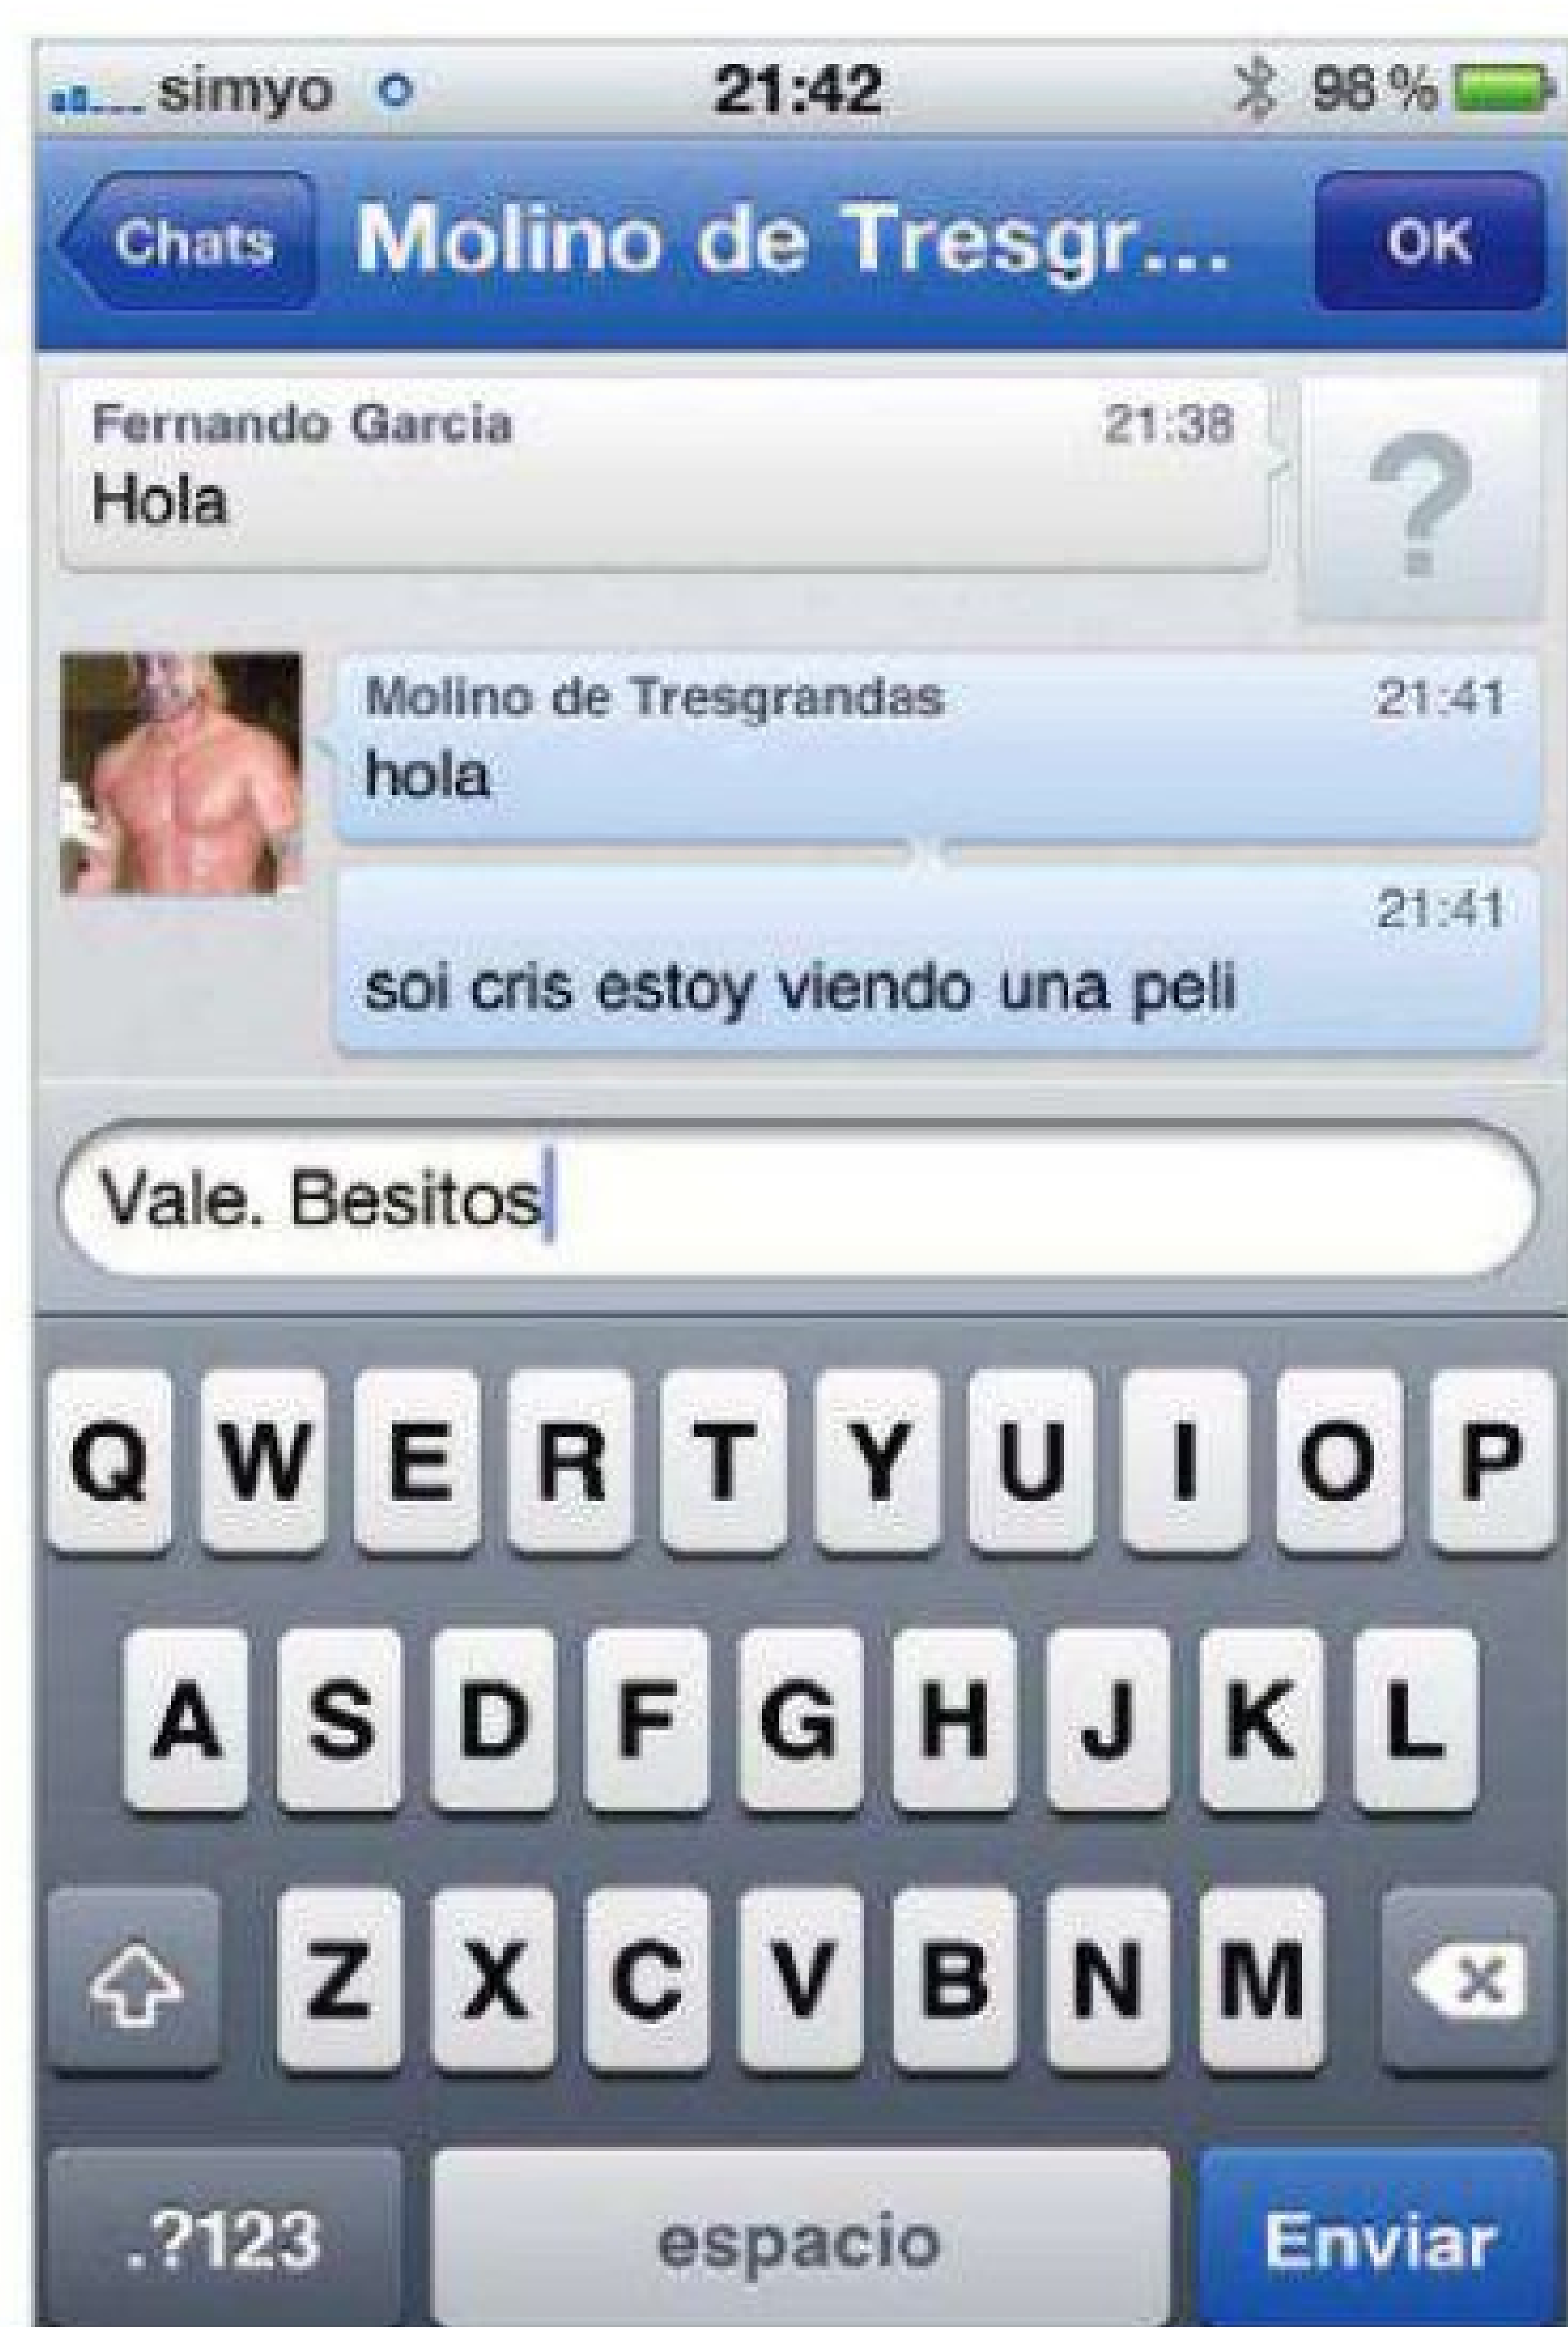 simyo 21:42 98 %
Chats Molino de Tresgr... OK
Fernando Garcia 21:38
Hola
?
Molino de Tresgrandas 21:41
hola
21:41
soi cris estoy viendo una peli
Vale. Besitos
Q W E R T Y U I O P
A S D F G H J K L
Z X C V B N M
.?123 espacio Enviar